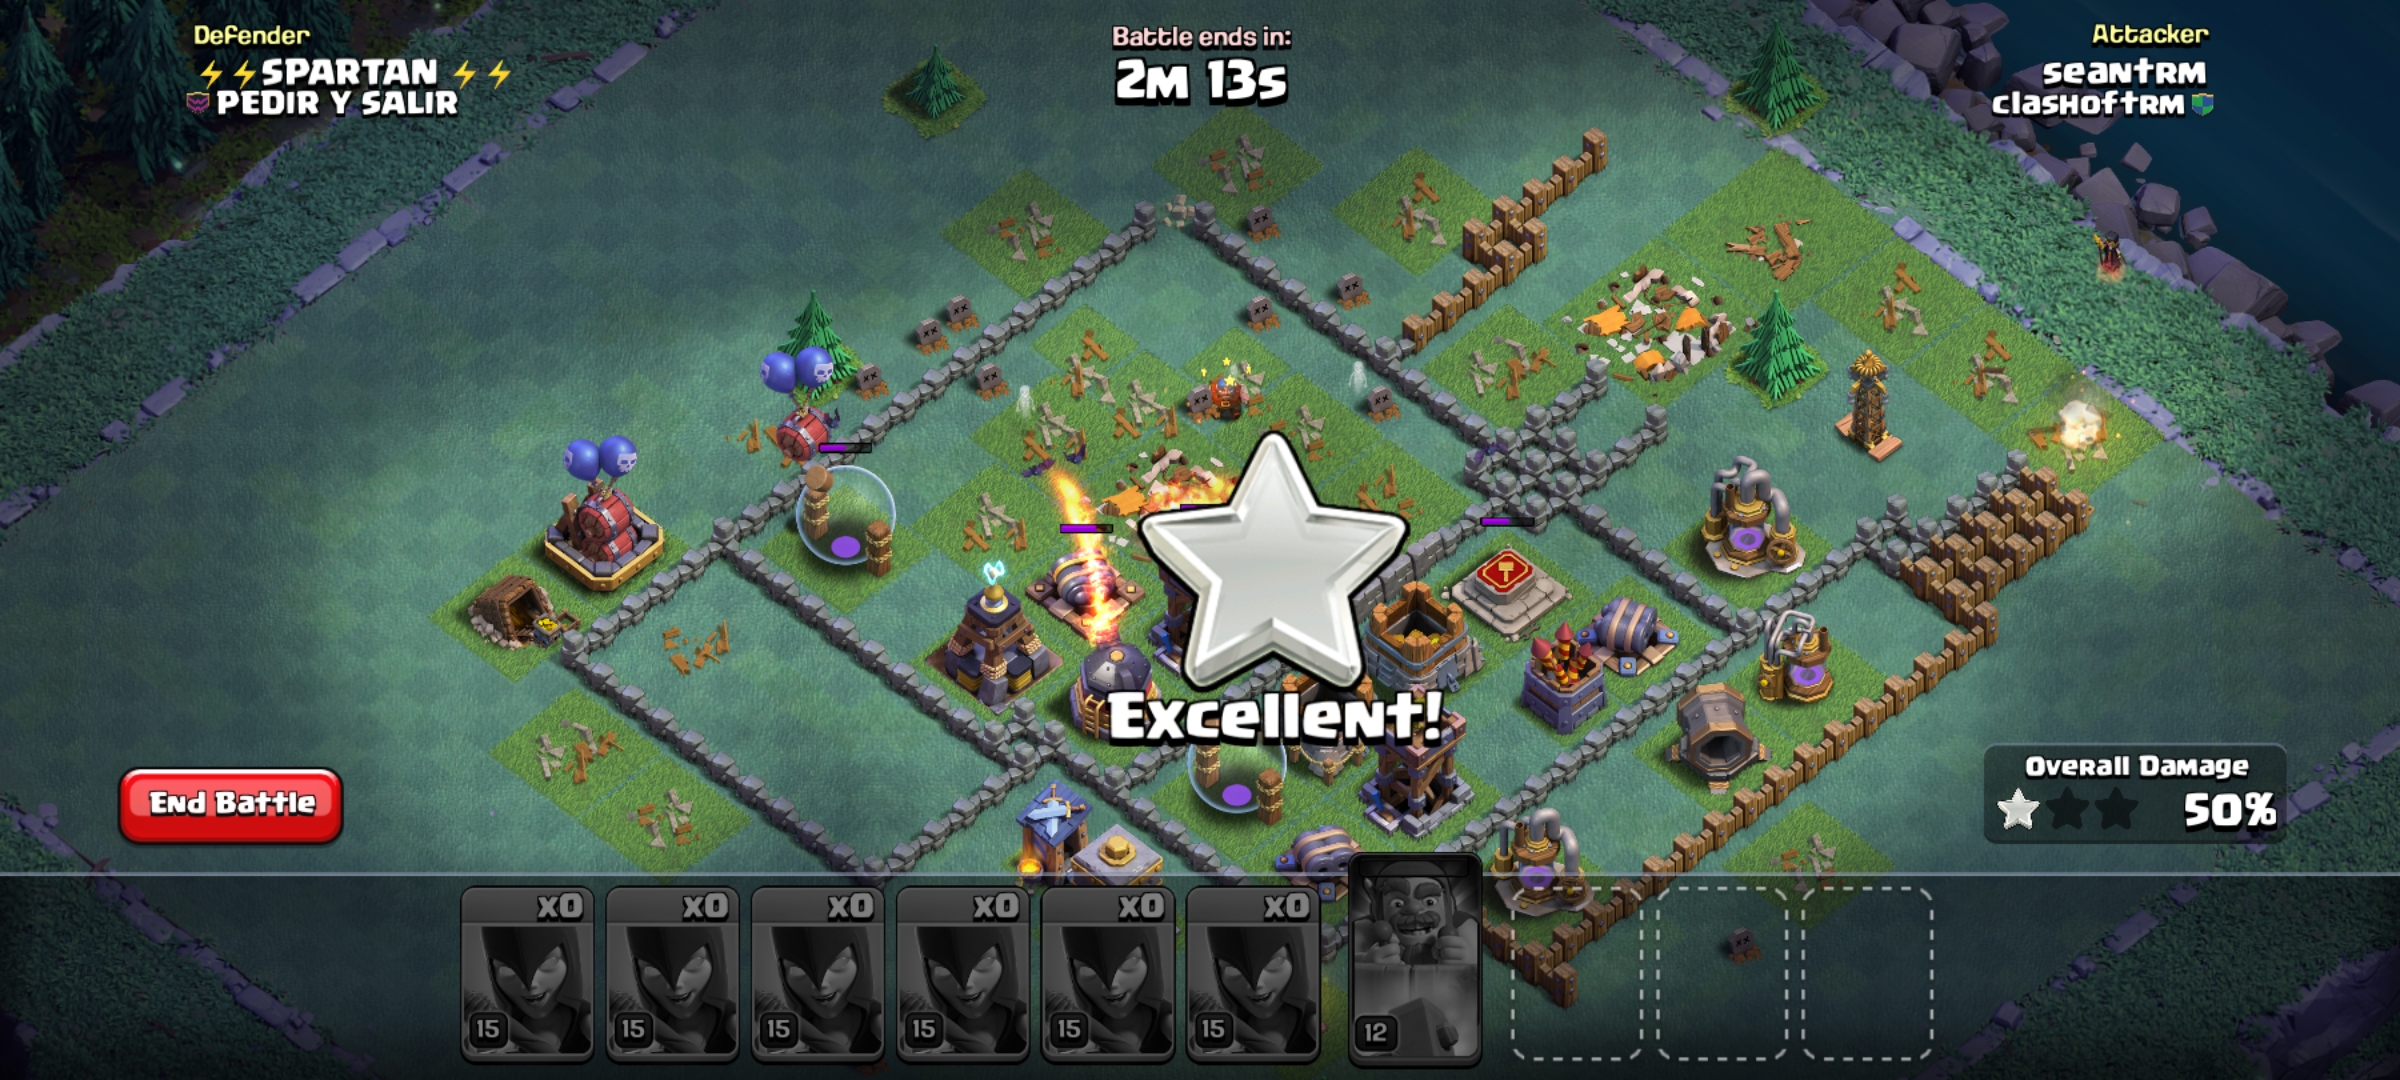 Defender
SPARTAN
PEDIR Y SALIR
Battle ends in:
2M 13s
Attacker
seantrm
clashoftrm
Excellent!
End Battle
Overall Damage
50%
x0 x0 x0 x0 x0 x0
15 15 15 15 15 15 12